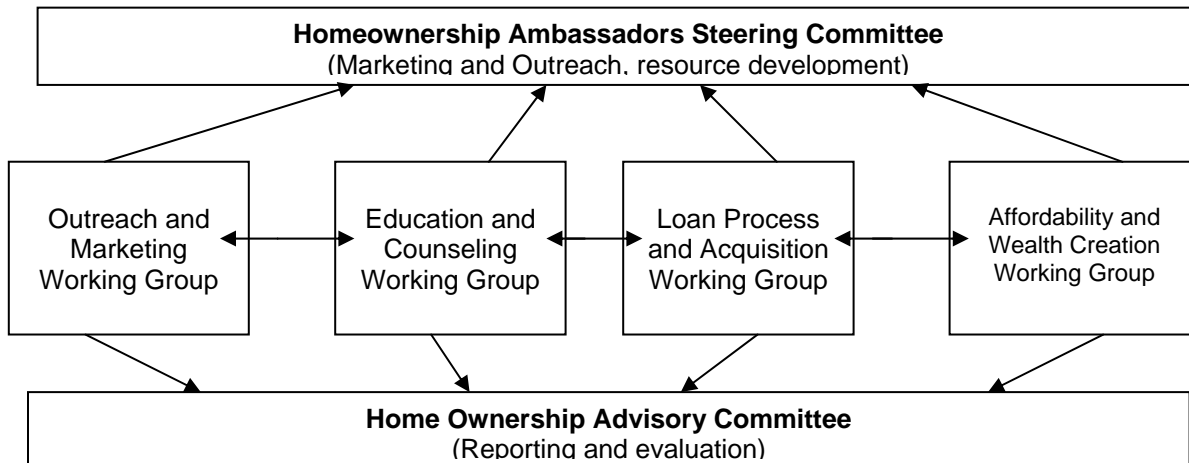 Homeownership Ambassadors Steering Committee
(Marketing and Outreach, resource development)
Outreach and
Marketing
Working Group
Education and
Counseling
Working Group
Loan Process
and Acquisition
Working Group
Affordability and
Wealth Creation
Working Group
Home Ownership Advisory Committee
(Reporting and evaluation)